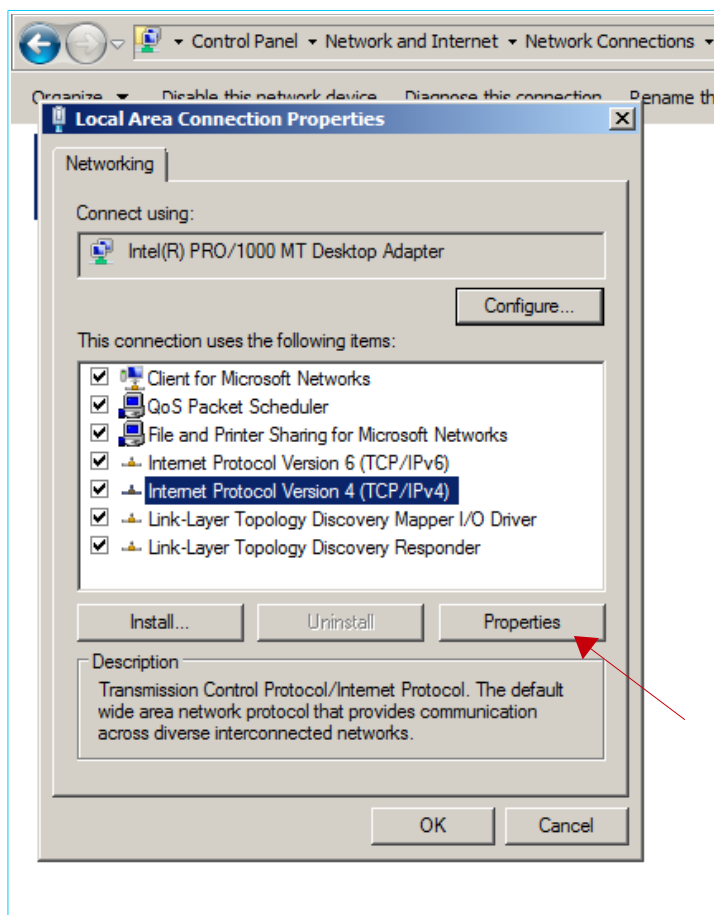 Control Panel Network and Internet Network Connections
Organize Disable this network device Diagnose this connection Rename th
Local Area Connection Properties
Networking
Connect using:
Intel(R) PRO/1000 MT Desktop Adapter
Configure...
This connection uses the following items:
Client for Microsoft Networks
QoS Packet Scheduler
File and Printer Sharing for Microsoft Networks
Internet Protocol Version 6 (TCP/IPv6)
Internet Protocol Version 4 (TCP/IPv4)
Link-Layer Topology Discovery Mapper I/O Driver
Link-Layer Topology Discovery Responder
Install... Uninstall Properties
Description
Transmission Control Protocol/Internet Protocol. The default
wide area network protocol that provides communication
across diverse interconnected networks.
OK Cancel